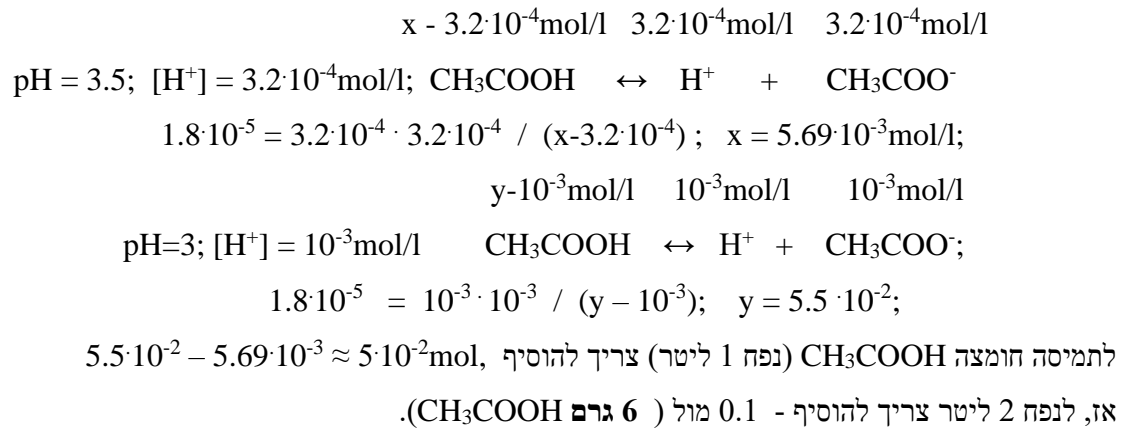 x - 3.2·10⁻⁴mol/l 3.2·10⁻⁴mol/l 3.2·10⁻⁴mol/l
pH = 3.5; [H⁺] = 3.2·10⁻⁴mol/l; CH₃COOH ↔ H⁺ + CH₃COO⁻
1.8·10⁻⁵ = 3.2·10⁻⁴ · 3.2·10⁻⁴ / (x-3.2·10⁻⁴) ; x = 5.69·10⁻³mol/l;
y-10⁻³mol/l 10⁻³mol/l 10⁻³mol/l
pH=3; [H⁺] = 10⁻³mol/l CH₃COOH ↔ H⁺ + CH₃COO⁻;
1.8·10⁻⁵ = 10⁻³ · 10⁻³ / (y – 10⁻³); y = 5.5 ·10⁻²;
לתמיסה חומצה CH₃COOH (נפח 1 ליטר) צריך להוסיף 5.5·10⁻² – 5.69·10⁻³ ≈ 5·10⁻²mol,
אז, לנפח 2 ליטר צריך להוסיף - 0.1 מול ( 6 גרם CH₃COOH).